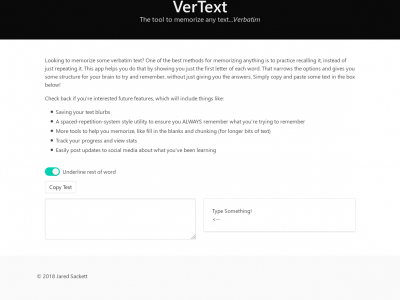 VerText
The tool to memorize any text...Verbatim
Looking to memorize some verbatim text? One of the best methods for memorizing anything is to practice recalling it, instead of
just repeating it. This app helps you do that by showing you just the first letter of each word. That narrows the options and gives you
some structure for your brain to try and remember, without just giving you the answers. Simply copy and paste some text in the box
below!
Check back if you're interested future features, which will include things like:
Saving your text blurbs
A spaced-repetition-system style utility to ensure you ALWAYS remember what you're trying to remember
More tools to help you memorize, like fill in the blanks and chunking (for longer bits of text)
Track your progress and view stats
Easily post updates to social media about what you've been learning
Underline rest of word
Copy Text
Type Something!
<--
© 2018 Jared Sackett